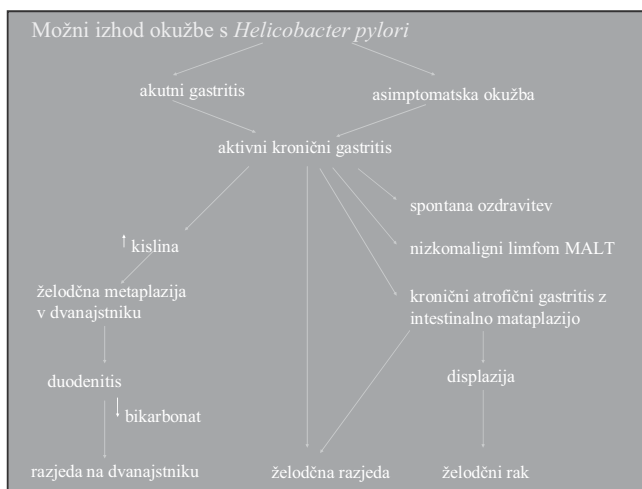 Možni izhod okužbe s Helicobacter pylori
akutni gastritis
asimptomatska okužba
aktivni kronični gastritis
spontana ozdravitev
↑ kislina
nizkomaligni limfom MALT
želodčna metaplazija
v dvanajstniku
kronični atrofični gastritis z
intestinalno mataplazijo
duodenitis
displazija
↓ bikarbonat
razjeda na dvanajstniku
želodčna razjeda
želodčni rak